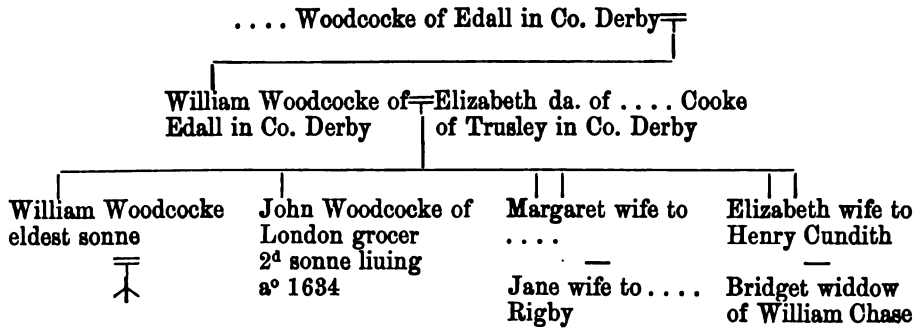 .... Woodcocke of Edall in Co. Derby
William Woodcocke of
Edall in Co. Derby
Elizabeth da. of .... Cooke
of Trusley in Co. Derby
William Woodcocke
eldest sonne
John Woodcocke of
London grocer
2ᵈ sonne liuing
aº 1634
Margaret wife to
....
Jane wife to ....
Rigby
Elizabeth wife to
Henry Cundith
Bridget widdow
of William Chase